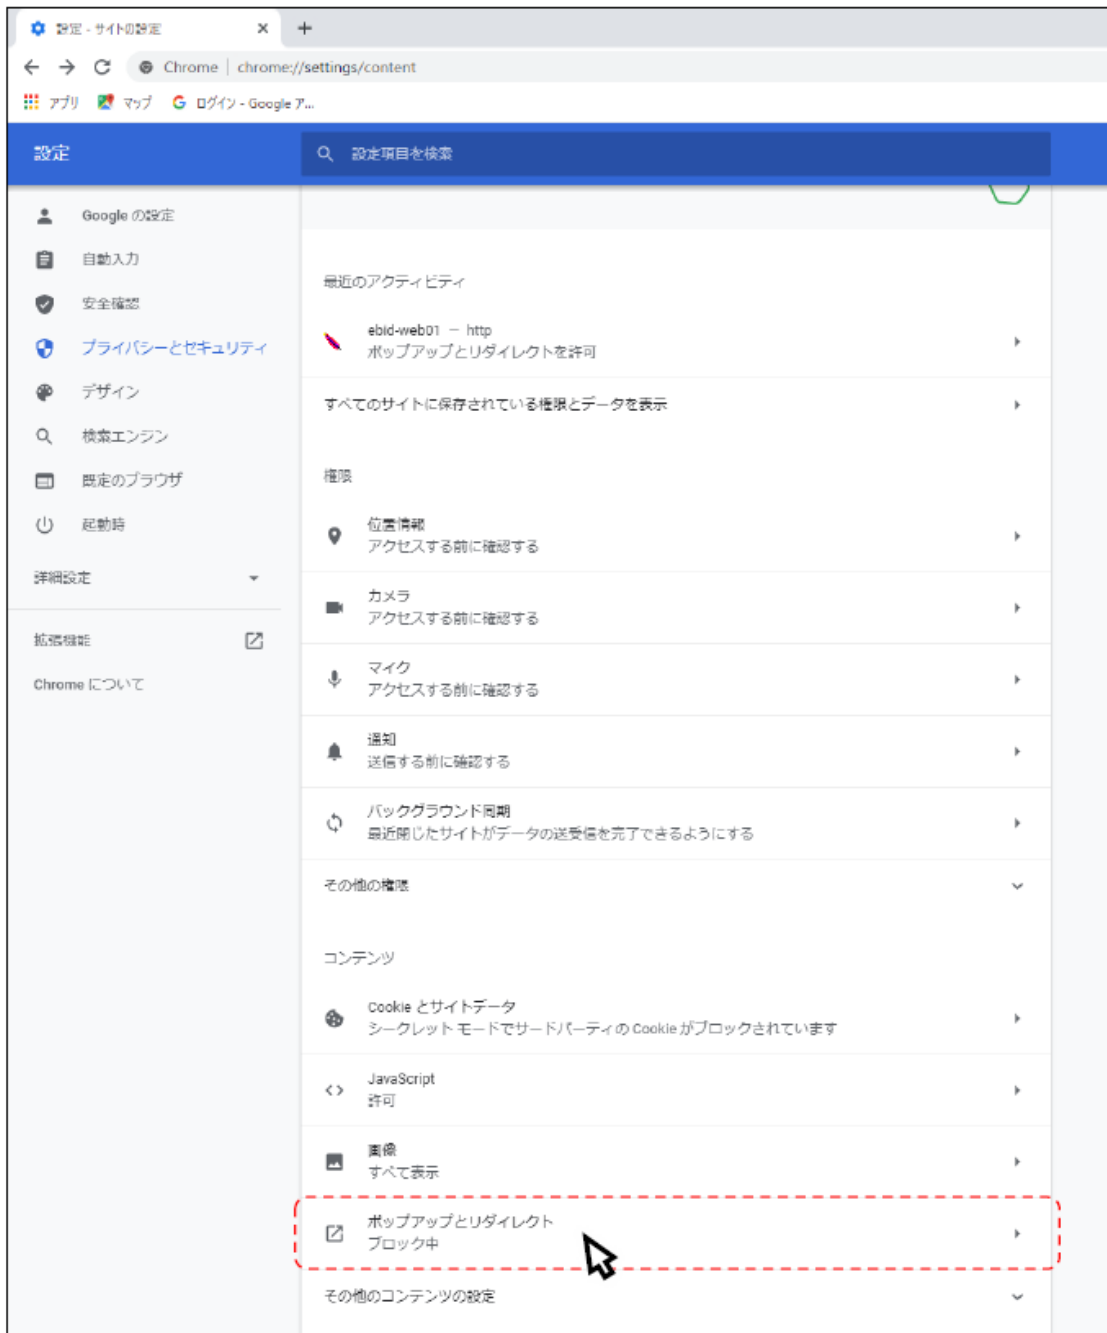 設定 - サイトの設定
Chrome | chrome://settings/content
アプリ マップ ログイン - Google ア...
設定
設定項目を検索
Google の設定
自動入力
安全確認
プライバシーとセキュリティ
デザイン
検索エンジン
既定のブラウザ
起動時
詳細設定
拡張機能
Chrome について
最近のアクティビティ
ebid-web01 — http
ポップアップとリダイレクトを許可
すべてのサイトに保存されている権限とデータを表示
権限
位置情報
アクセスする前に確認する
カメラ
アクセスする前に確認する
マイク
アクセスする前に確認する
通知
送信する前に確認する
バックグラウンド同期
最近閉じたサイトがデータの送受信を完了できるようにする
その他の権限
コンテンツ
Cookie とサイトデータ
シークレット モードでサードパーティの Cookie がブロックされています
JavaScript
許可
画像
すべて表示
ポップアップとリダイレクト
ブロック中
その他のコンテンツの設定